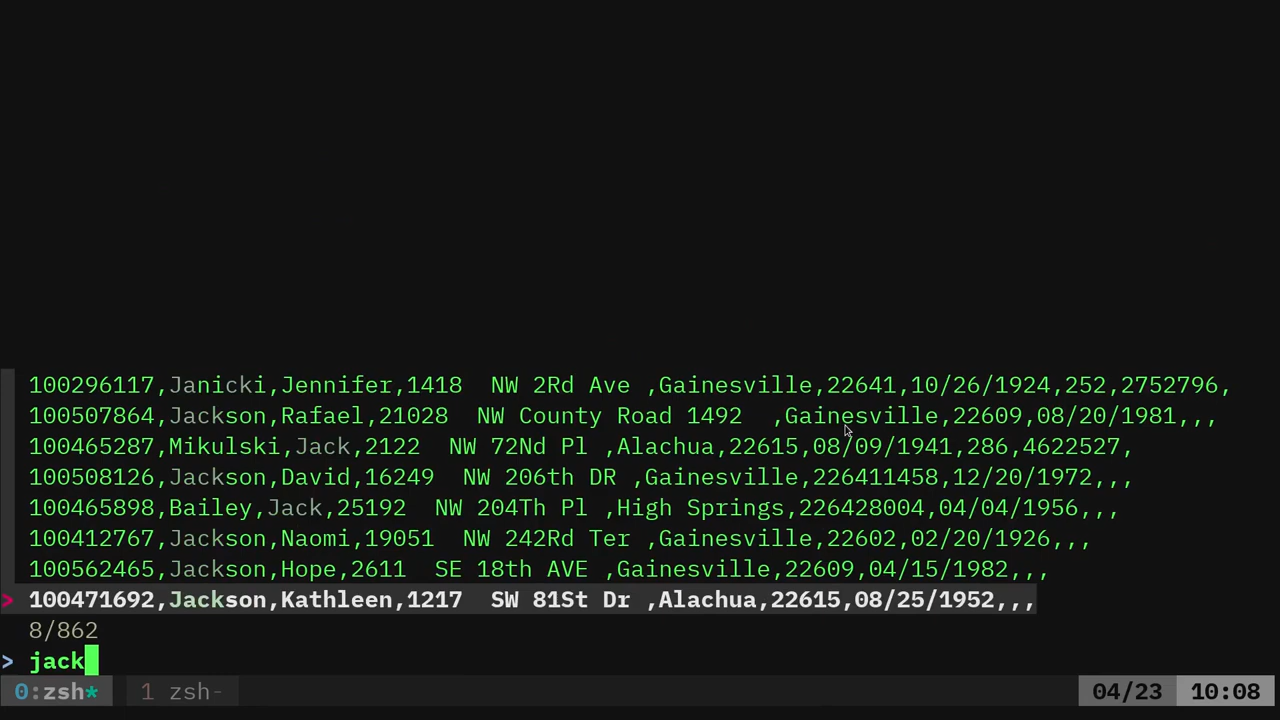 100296117,Janicki,Jennifer,1418  NW 2Rd Ave ,Gainesville,22641,10/26/1924,252,2752796,
100507864,Jackson,Rafael,21028  NW County Road 1492  ,Gainesville,22609,08/20/1981,,,
100465287,Mikulski,Jack,2122  NW 72Nd Pl ,Alachua,22615,08/09/1941,286,4622527,
100508126,Jackson,David,16249  NW 206th DR ,Gainesville,226411458,12/20/1972,,,
100465898,Bailey,Jack,25192  NW 204Th Pl ,High Springs,226428004,04/04/1956,,,
100412767,Jackson,Naomi,19051  NW 242Rd Ter ,Gainesville,22602,02/20/1926,,,
100562465,Jackson,Hope,2611  SE 18th AVE ,Gainesville,22609,04/15/1982,,,
> 100471692,Jackson,Kathleen,1217  SW 81St Dr ,Alachua,22615,08/25/1952,,,
8/862
> jack
0:zsh* 1 zsh- 04/23 10:08